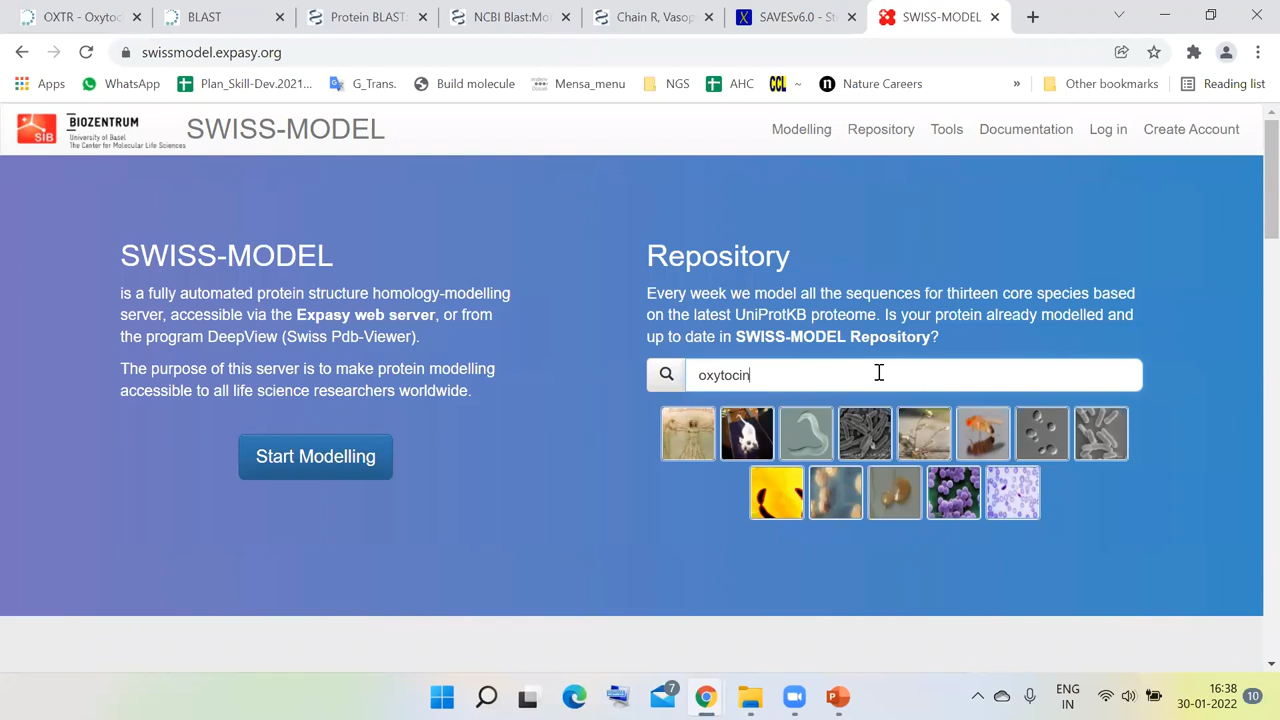 OXTR - Oxytoc
BLAST
Protein BLAST:
NCBI Blast:Mo
Chain R, Vasop
SAVESv6.0 - St
SWISS-MODEL
swissmodel.expasy.org
Apps
WhatsApp
Plan_Skill-Dev.2021...
G_Trans.
Build molecule
Mensa_menu
NGS
AHC
CCL
~
n
Nature Careers
»
Other bookmarks
Reading list
SIB
BIOZENTRUM
University of Basel
The Center for Molecular Life Sciences
SWISS-MODEL
Modelling
Repository
Tools
Documentation
Log in
Create Account
SWISS-MODEL
is a fully automated protein structure homology-modelling
server, accessible via the Expasy web server, or from
the program DeepView (Swiss Pdb-Viewer).
The purpose of this server is to make protein modelling
accessible to all life science researchers worldwide.
Start Modelling
Repository
Every week we model all the sequences for thirteen core species based
on the latest UniProtKB proteome. Is your protein already modelled and
up to date in SWISS-MODEL Repository?
oxytocin
7
ENG
IN
16:38
30-01-2022
10